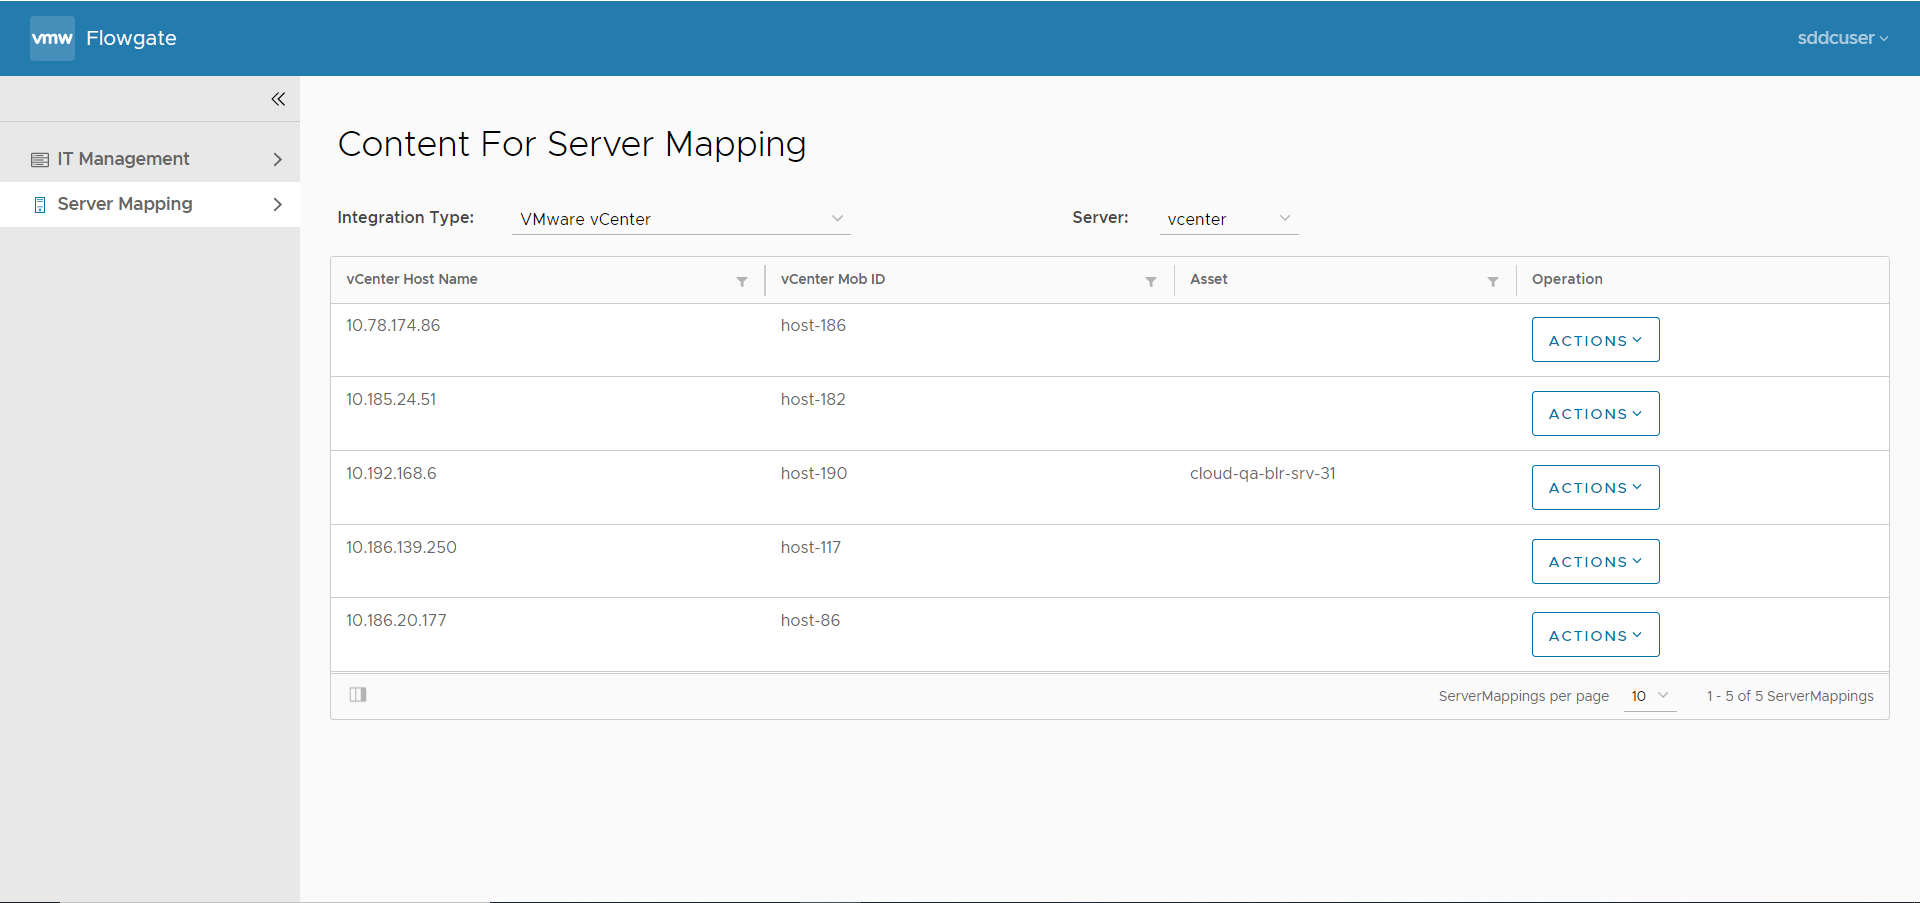 vmw Flowgate sddcuser
IT Management
Server Mapping
Content For Server Mapping
Integration Type: VMware vCenter Server: vcenter
vCenter Host Name vCenter Mob ID Asset Operation
10.78.174.86 host-186 ACTIONS
10.185.24.51 host-182 ACTIONS
10.192.168.6 host-190 cloud-qa-blr-srv-31 ACTIONS
10.186.139.250 host-117 ACTIONS
10.186.20.177 host-86 ACTIONS
ServerMappings per page 10 1 - 5 of 5 ServerMappings